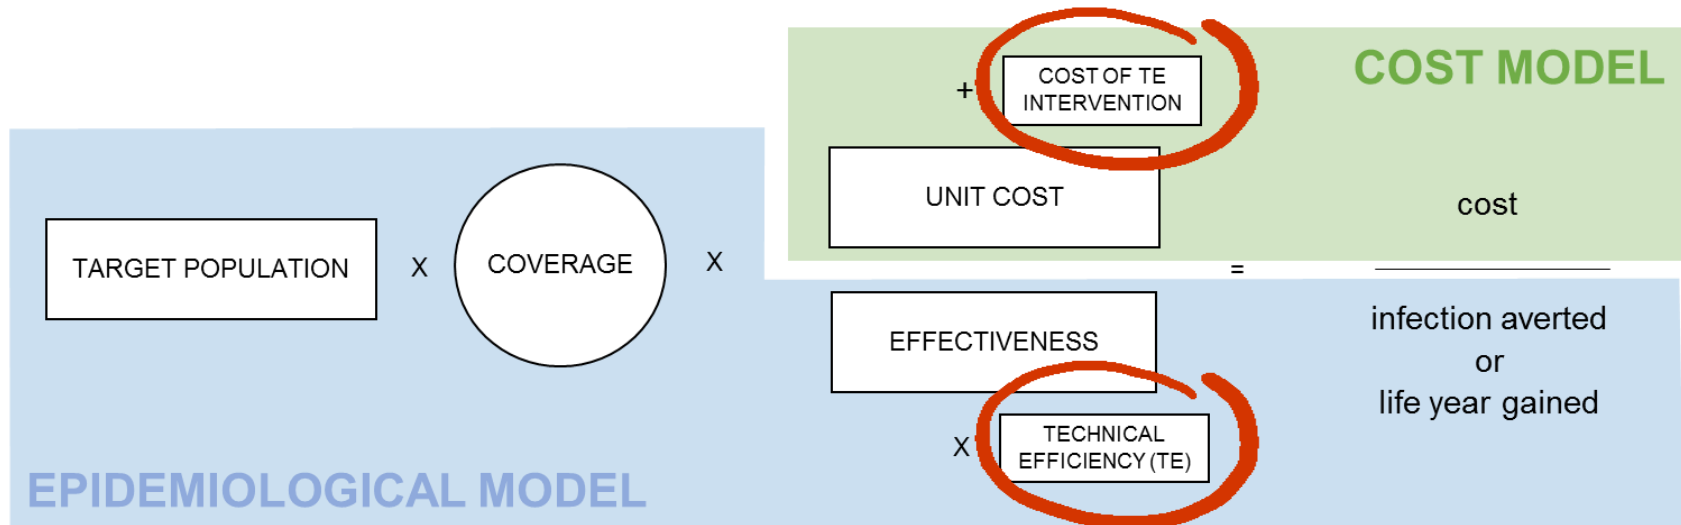 COST MODEL
+
COST OF TE
INTERVENTION
UNIT COST
cost
TARGET POPULATION
X
COVERAGE
X
=
EFFECTIVENESS
infection averted
or
life year gained
X
TECHNICAL
EFFICIENCY (TE)
EPIDEMIOLOGICAL MODEL